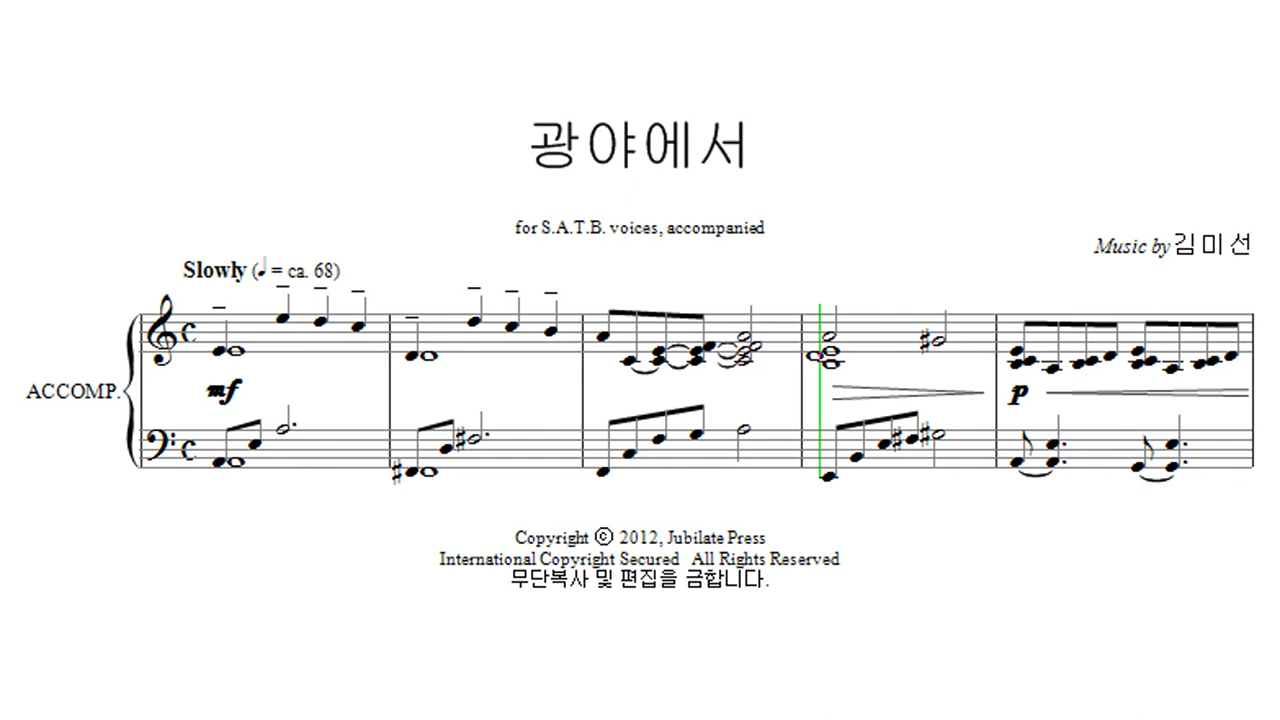 광야에서
for S.A.T.B. voices, accompanied
Music by 김 미 선
Slowly (♩ = ca. 68)
mf
ACCOMP.
p
Copyright ⓒ 2012, Jubilate Press
International Copyright Secured All Rights Reserved
무단복사 및 편집을 금합니다.